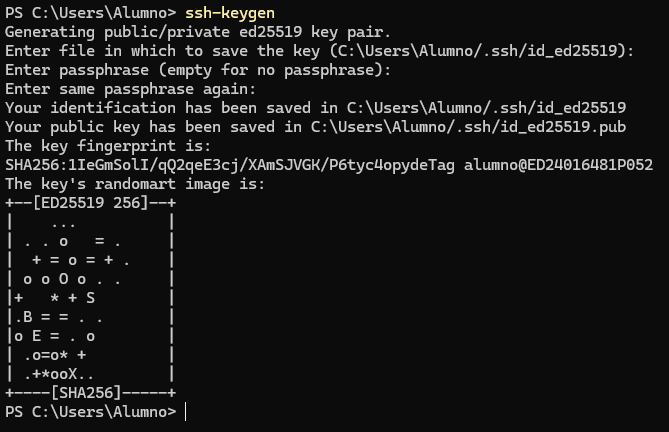 PS C:\Users\Alumno> ssh-keygen
Generating public/private ed25519 key pair.
Enter file in which to save the key (C:\Users\Alumno/.ssh/id_ed25519):
Enter passphrase (empty for no passphrase):
Enter same passphrase again:
Your identification has been saved in C:\Users\Alumno/.ssh/id_ed25519
Your public key has been saved in C:\Users\Alumno/.ssh/id_ed25519.pub
The key fingerprint is:
SHA256:1IeGmSolI/qQ2qeE3cj/XAmSJVGK/P6tyc4opydeTag alumno@ED24016481P052
The key's randomart image is:
+--[ED25519 256]--+
|    ...          |
| . . o   = .     |
|  + = o = + .    |
| o o O o . .     |
|+   * + S        |
|.B = = . .       |
|o E = . o        |
| .o=o* +         |
| .+*ooX..        |
+----[SHA256]-----+
PS C:\Users\Alumno>